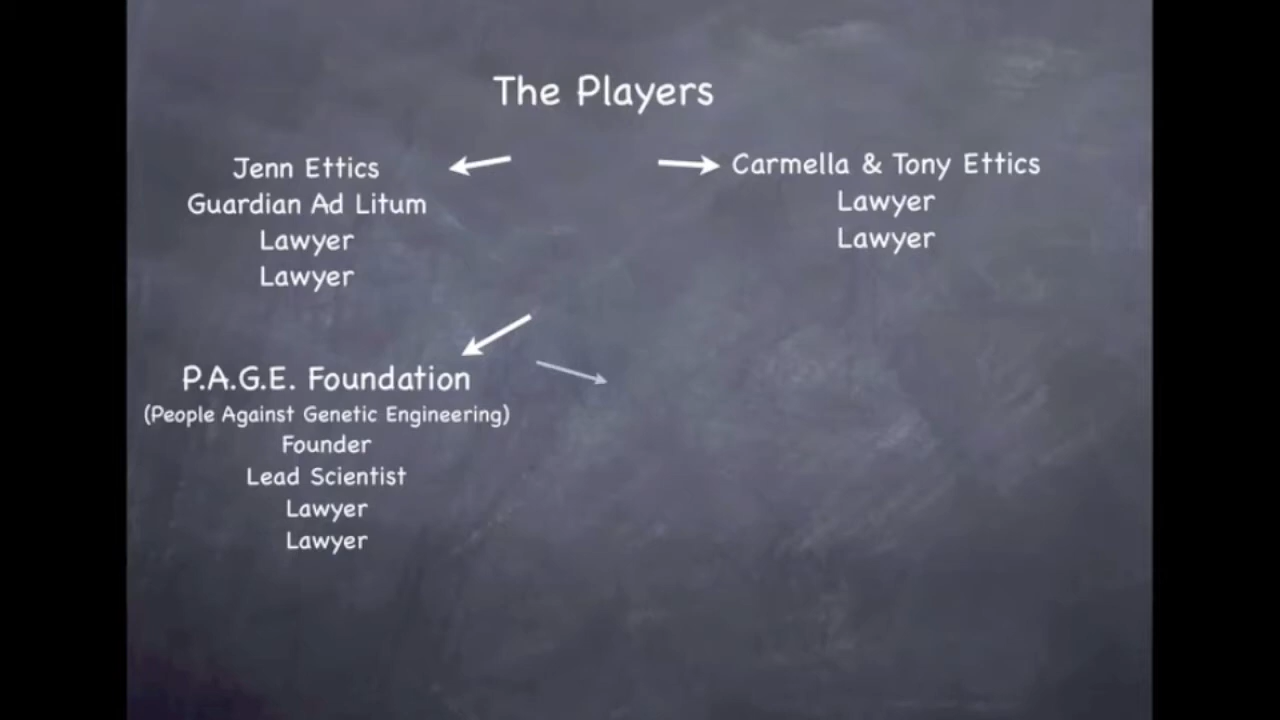 The Players
Jenn Ettics
Guardian Ad Litum
Lawyer
Lawyer
Carmella & Tony Ettics
Lawyer
Lawyer
P.A.G.E. Foundation
(People Against Genetic Engineering)
Founder
Lead Scientist
Lawyer
Lawyer